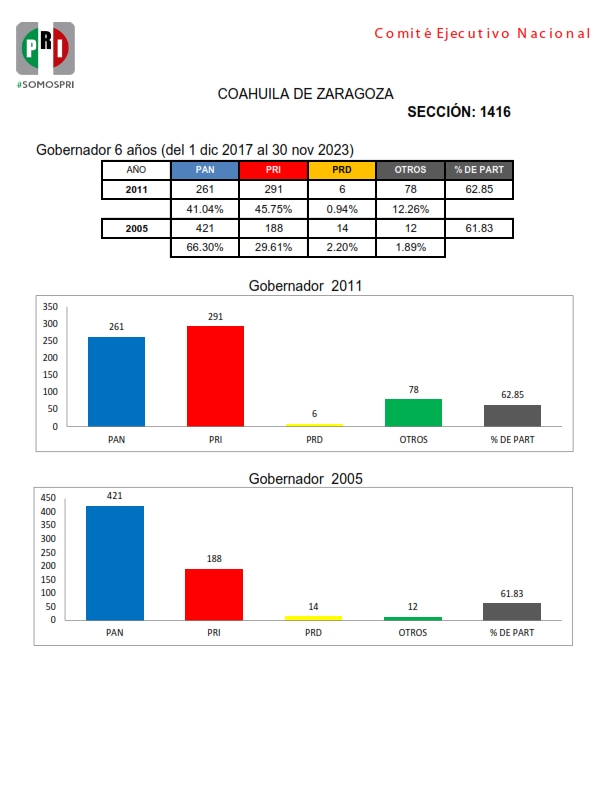 PRI
#SOMOSPRI
Comité Ejecutivo Nacional
COAHUILA DE ZARAGOZA
SECCIÓN: 1416
Gobernador 6 años (del 1 dic 2017 al 30 nov 2023)
AÑO PAN PRI PRD OTROS % DE PART
2011 261 291 6 78 62.85
41.04% 45.75% 0.94% 12.26%
2005 421 188 14 12 61.83
66.30% 29.61% 2.20% 1.89%
Gobernador 2011
350
300
250
200
150
100
50
0
261
291
6
78
62.85
PAN PRI PRD OTROS % DE PART
Gobernador 2005
450
400
350
300
250
200
150
100
50
0
421
188
14
12
61.83
PAN PRI PRD OTROS % DE PART